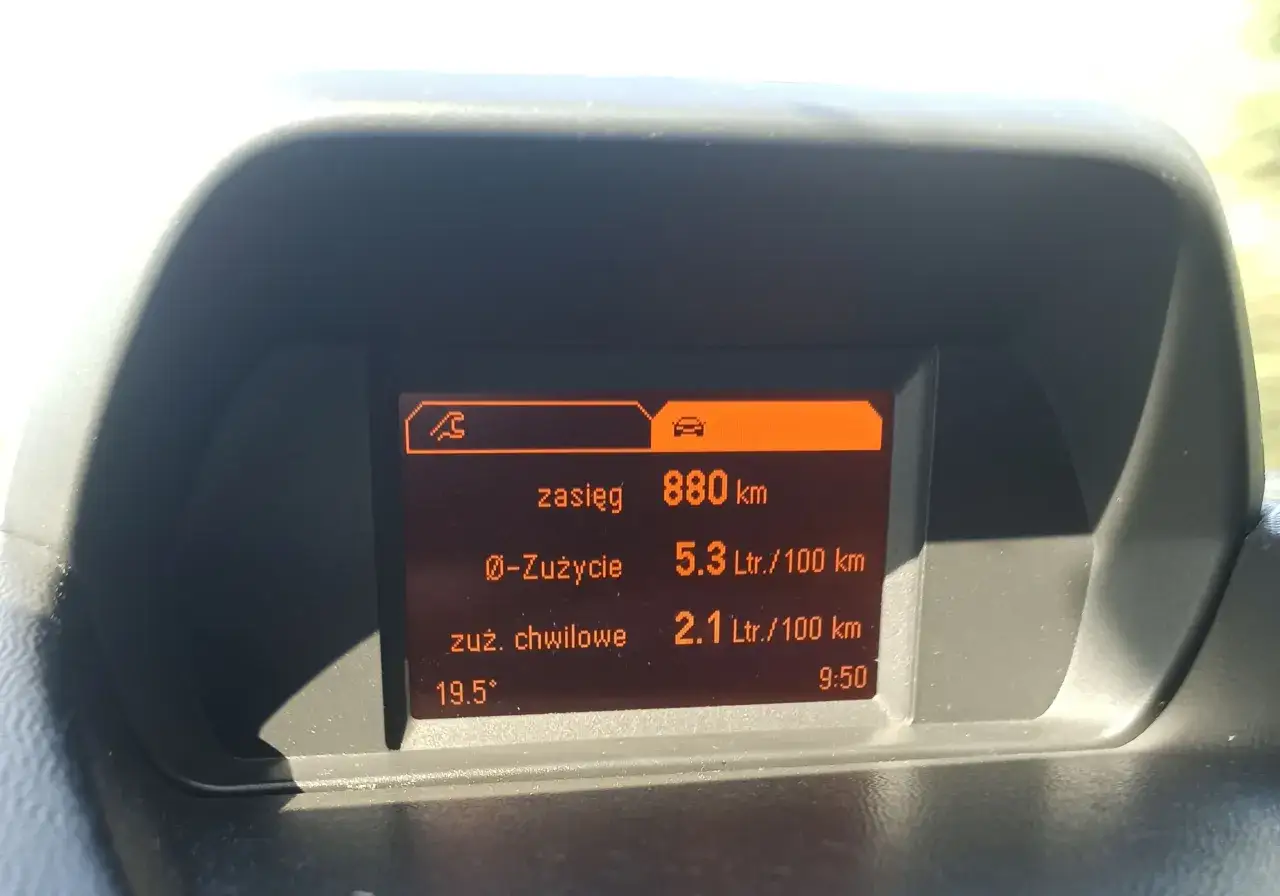 zasięg 880 km
Ø-Zużycie 5.3 Ltr./100 km
zuż. chwilowe 2.1 Ltr./100 km
19.5° 9:50